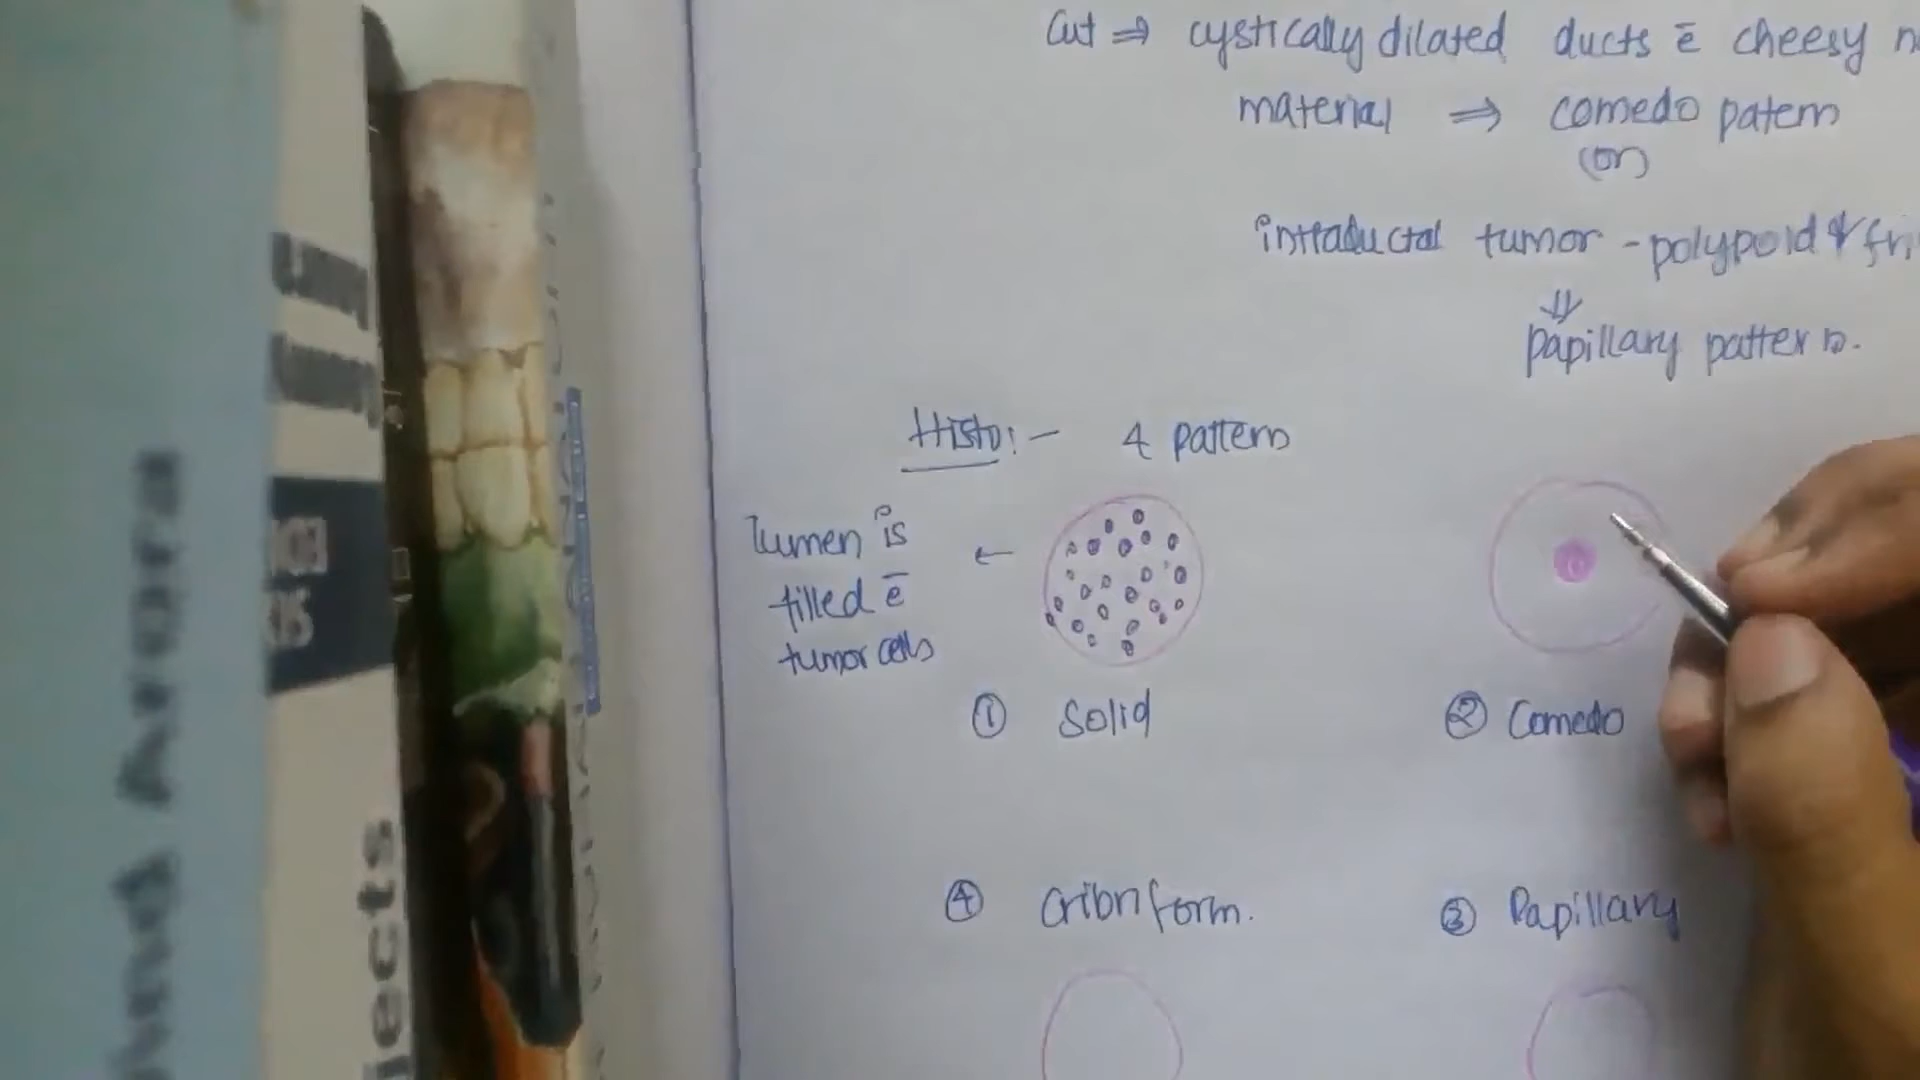 Cut ⇒ cystically dilated ducts ē cheesy
material ⇒ comedo patern
(or)
intraductal tumor - polypoid &
⇓
papillary pattern.
Histo:- 4 pattern
lumen is
filled ē
tumor cells
←
① Solid
② Comedo
④ Cribriform.
③ Papillary
Arora